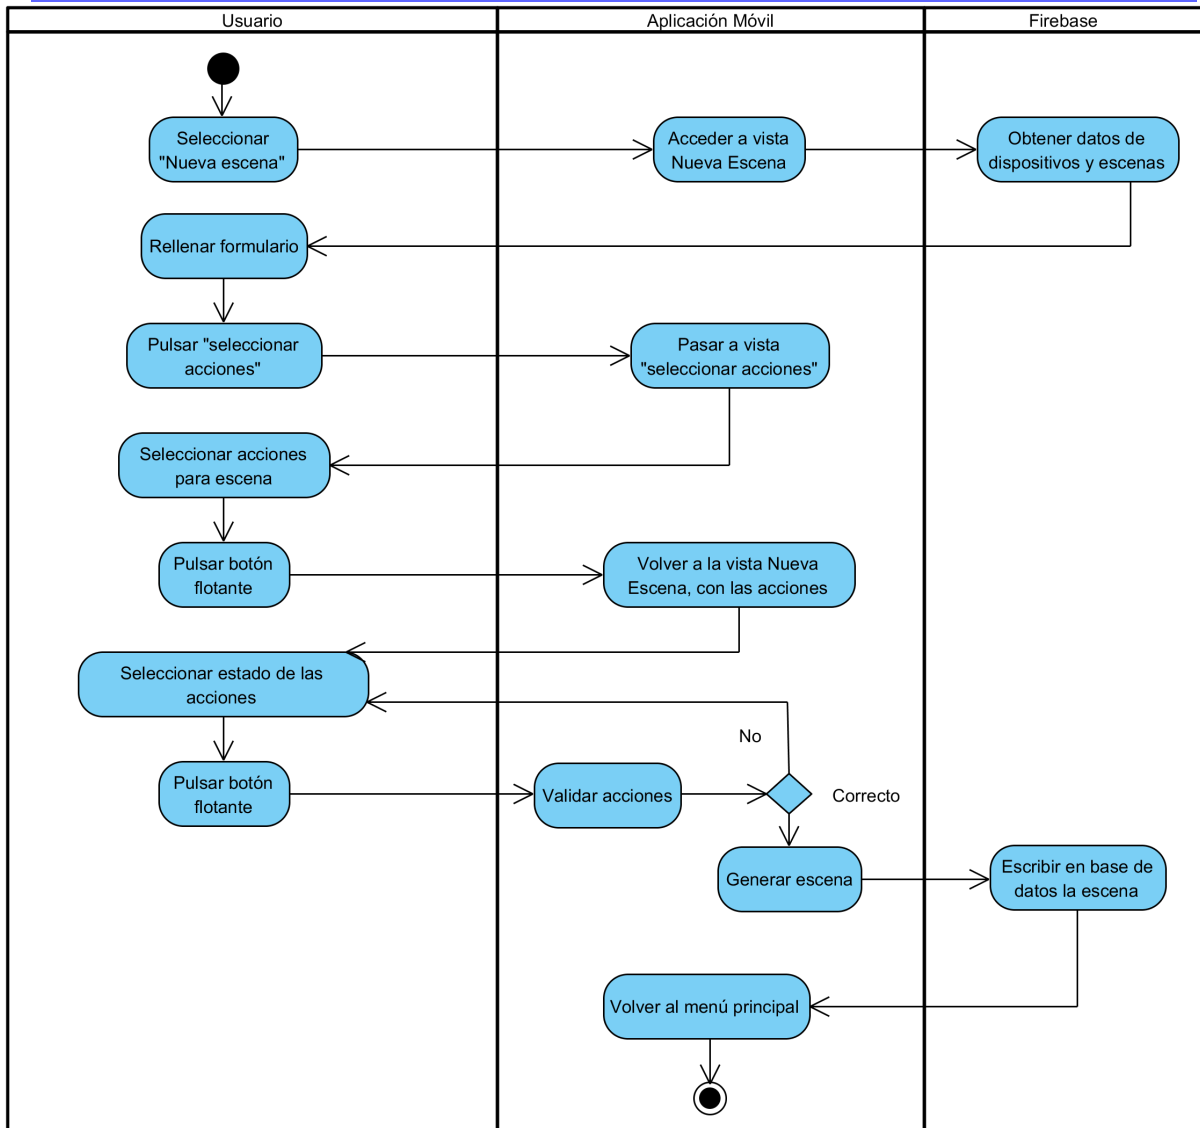 Usuario
Aplicación Móvil
Firebase
Seleccionar
"Nueva escena"
Acceder a vista
Nueva Escena
Obtener datos de
dispositivos y escenas
Rellenar formulario
Pulsar "seleccionar
acciones"
Pasar a vista
"seleccionar acciones"
Seleccionar acciones
para escena
Pulsar botón
flotante
Volver a la vista Nueva
Escena, con las acciones
Seleccionar estado de las
acciones
No
Pulsar botón
flotante
Validar acciones
Correcto
Generar escena
Escribir en base de
datos la escena
Volver al menú principal